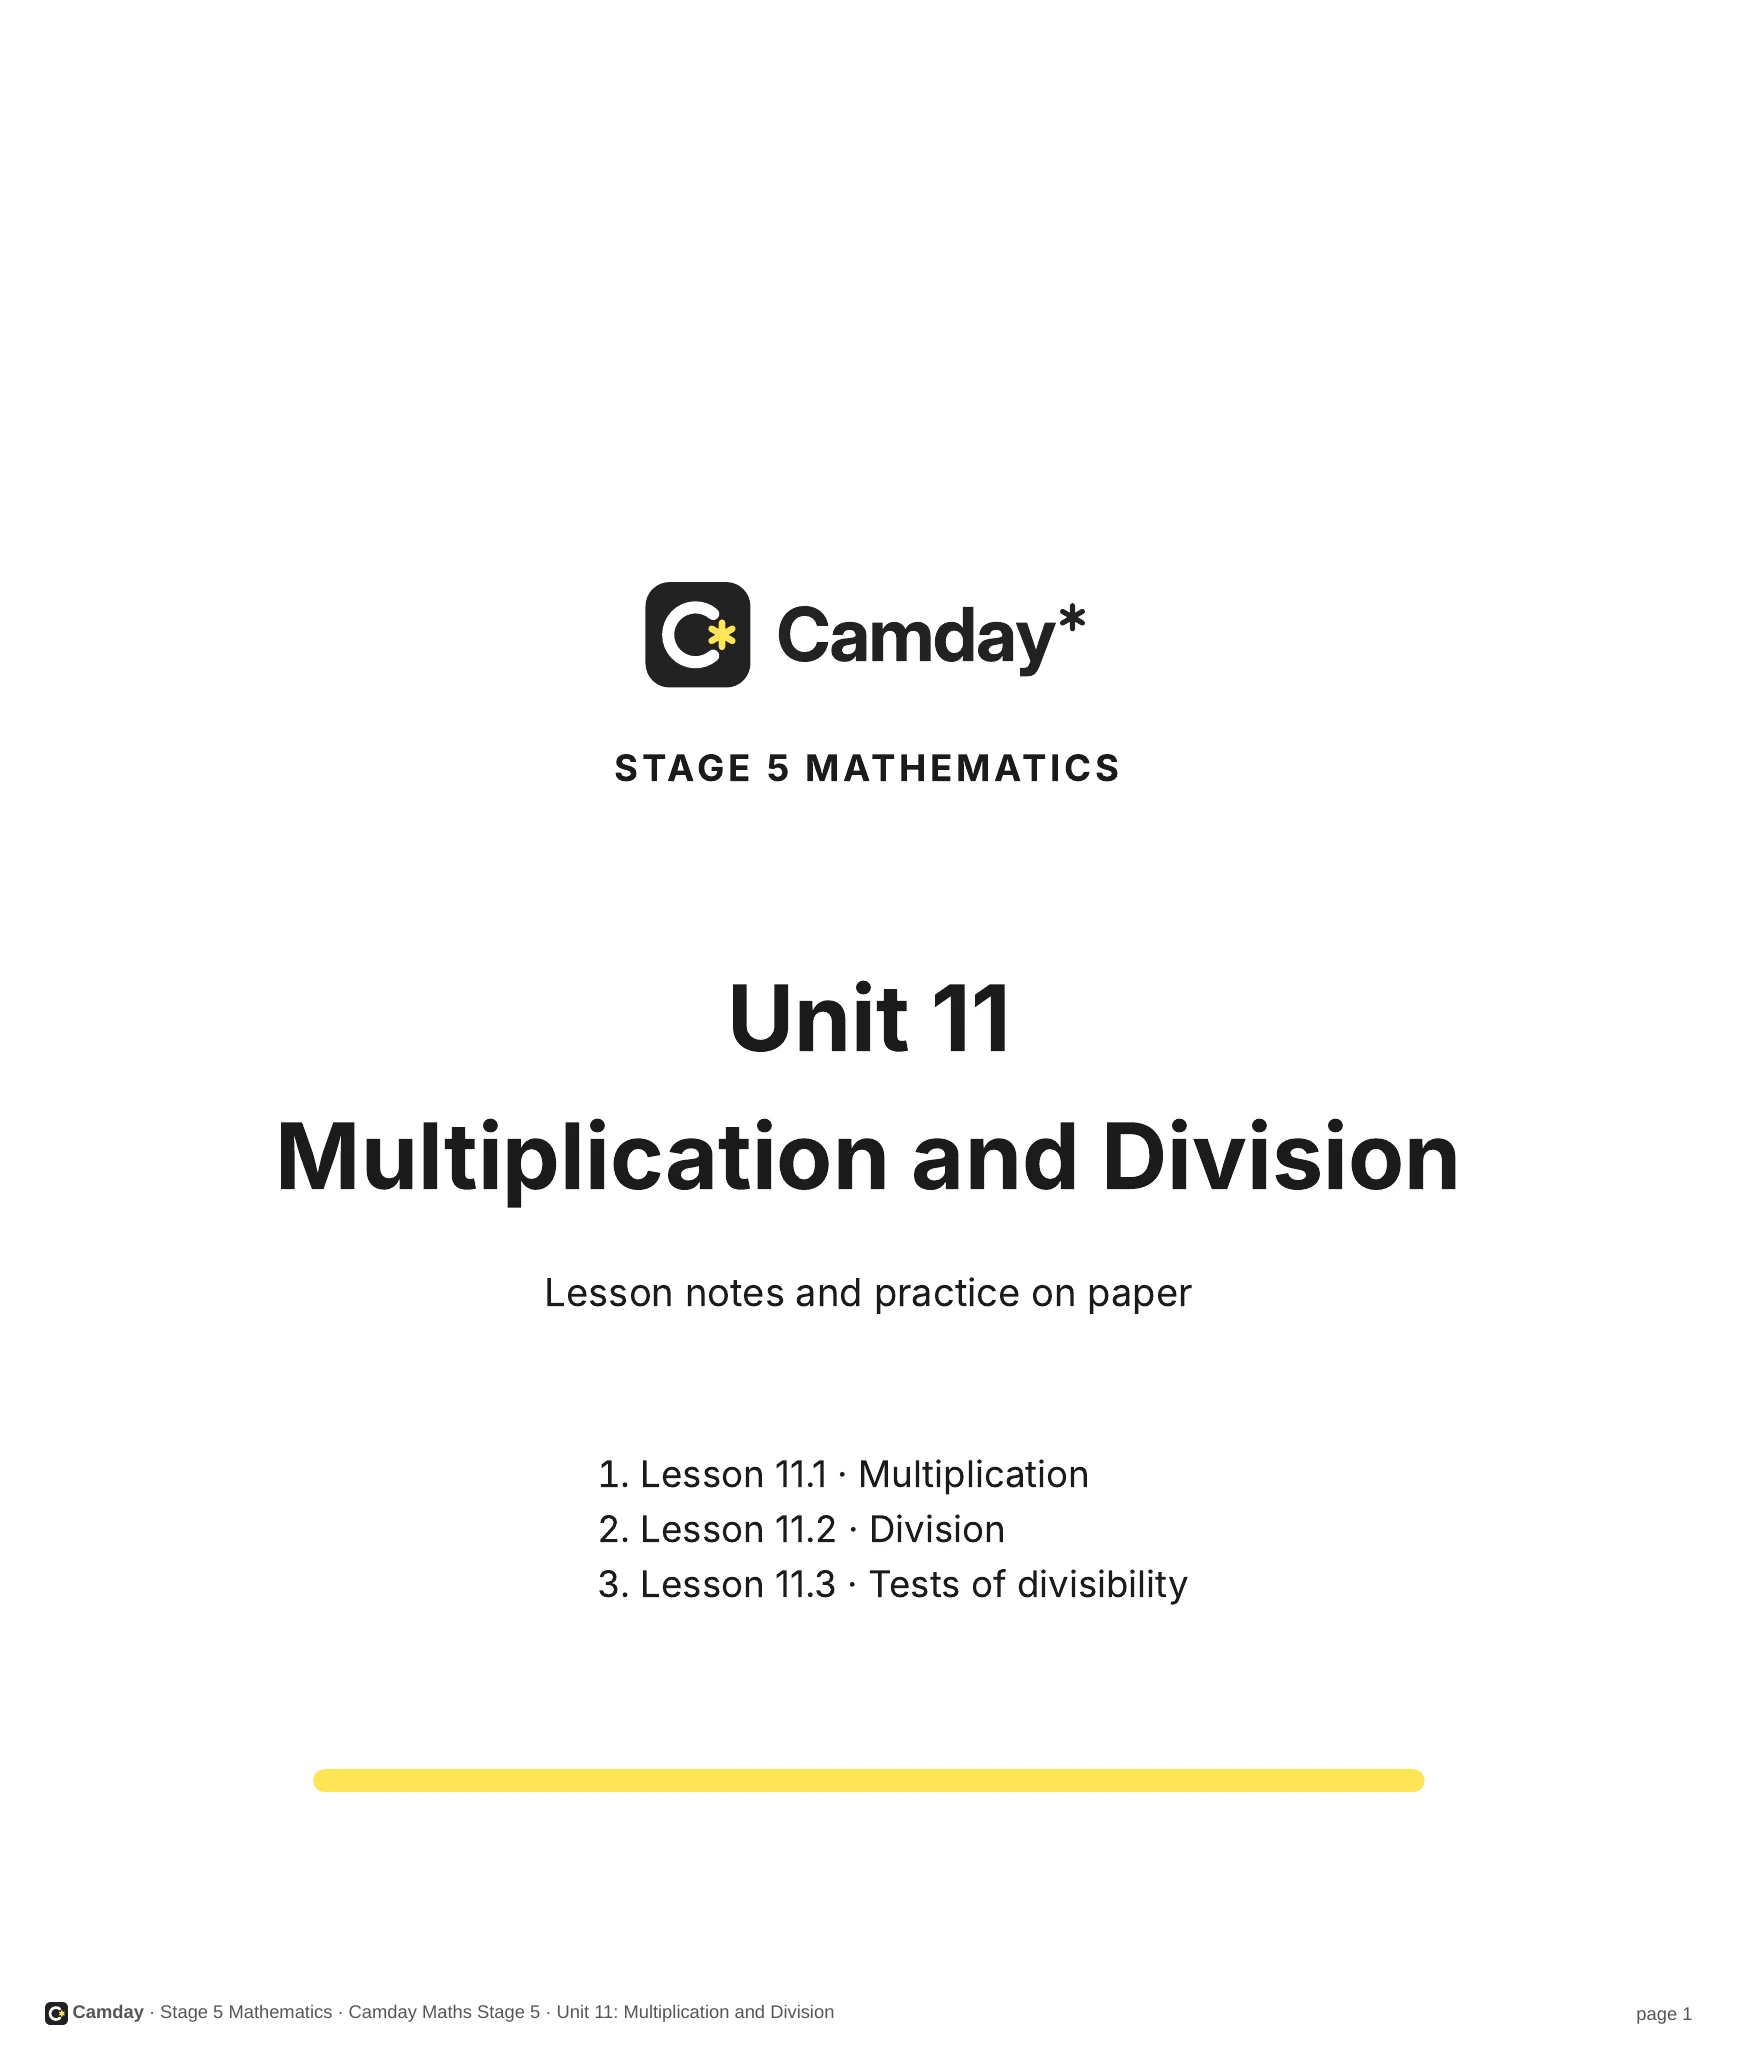 Camday*
STAGE 5 MATHEMATICS
Unit 11
Multiplication and Division
Lesson notes and practice on paper
1. Lesson 11.1 · Multiplication
2. Lesson 11.2 · Division
3. Lesson 11.3 · Tests of divisibility
Camday · Stage 5 Mathematics · Camday Maths Stage 5 · Unit 11: Multiplication and Division
page 1